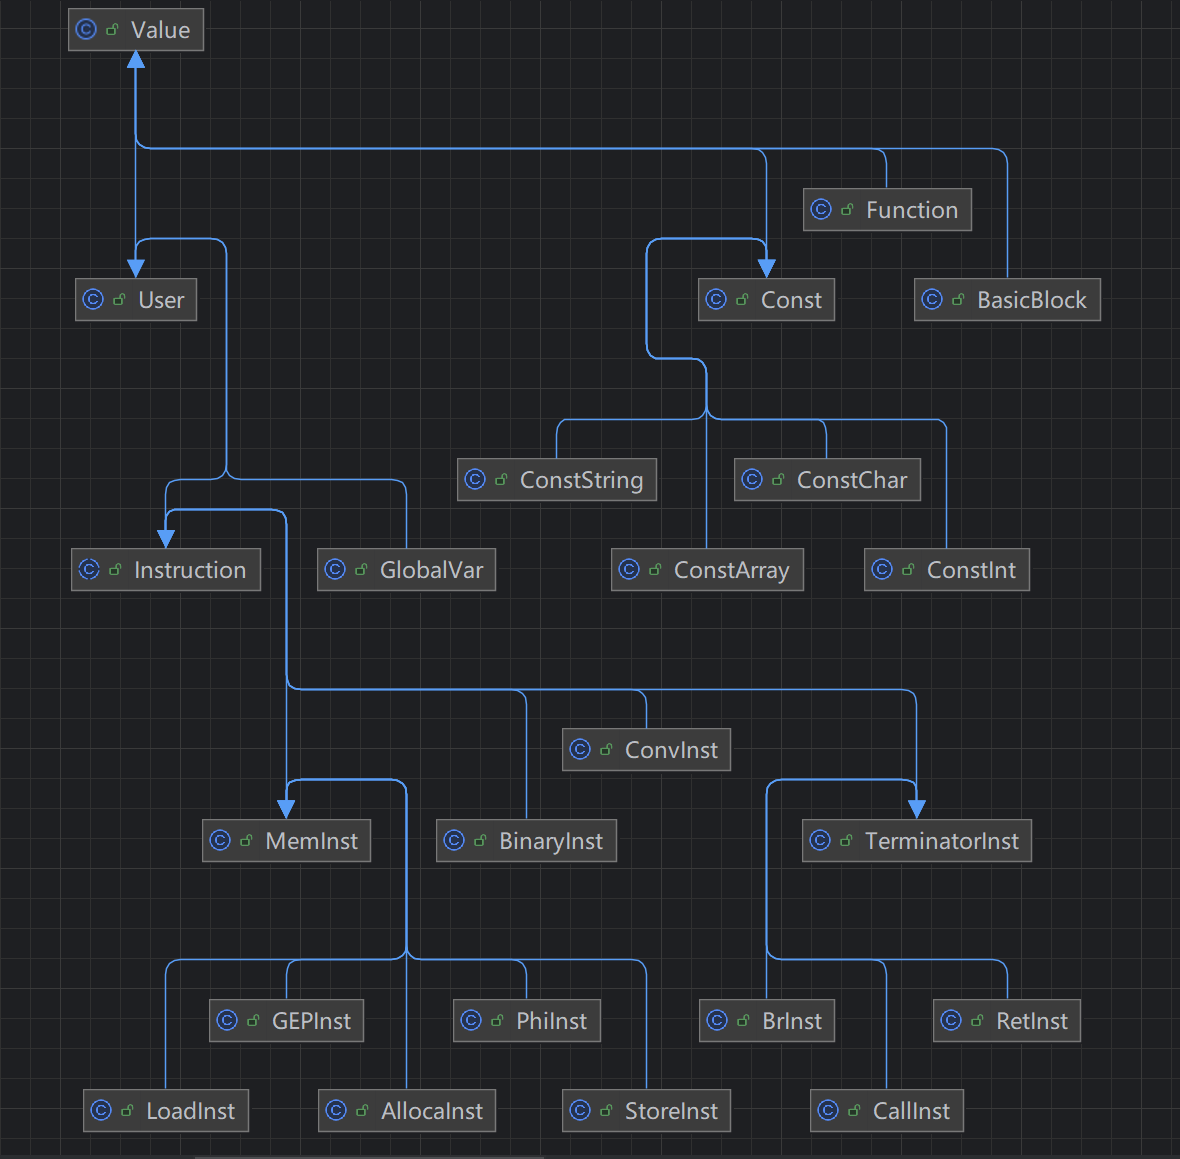 Value
Function
User
Const
BasicBlock
ConstString
ConstChar
Instruction
GlobalVar
ConstArray
ConstInt
ConvInst
MemInst
BinaryInst
TerminatorInst
GEPInst
PhiInst
BrInst
RetInst
LoadInst
AllocaInst
StoreInst
CallInst